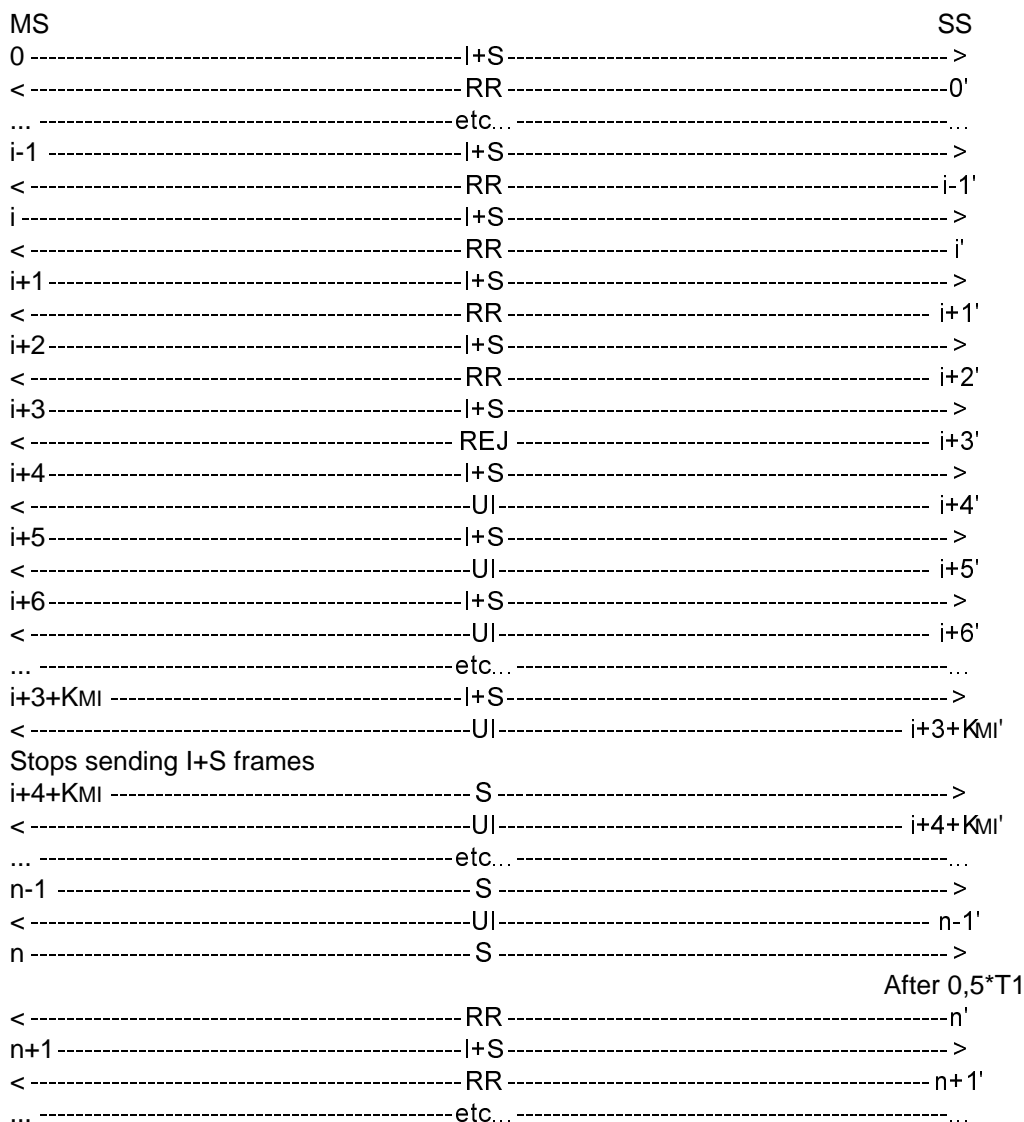 MS SS
0 ---I+S--- >
< ---RR---0'
... ---etc...---...
i-1 ---I+S--- >
< ---RR---i-1'
i ---I+S--- >
< ---RR--- i'
i+1 ---I+S--- >
< ---RR--- i+1'
i+2 ---I+S--- >
< ---RR--- i+2'
i+3 ---I+S--- >
< --- REJ --- i+3'
i+4 ---I+S--- >
< ---UI--- i+4'
i+5 ---I+S--- >
< ---UI--- i+5'
i+6 ---I+S--- >
< ---UI--- i+6'
... ---etc...---...
i+3+KMI ---I+S--- >
< ---UI--- i+3+KMI'
Stops sending I+S frames
i+4+KMI --- S --- >
< ---UI--- i+4+KMI'
... ---etc...---...
n-1 --- S --- >
< ---UI--- n-1'
n --- S --- >
After 0,5*T1
< --- RR ---n'
n+1 ---I+S--- >
< --- RR --- n+1'
... ---etc...---...